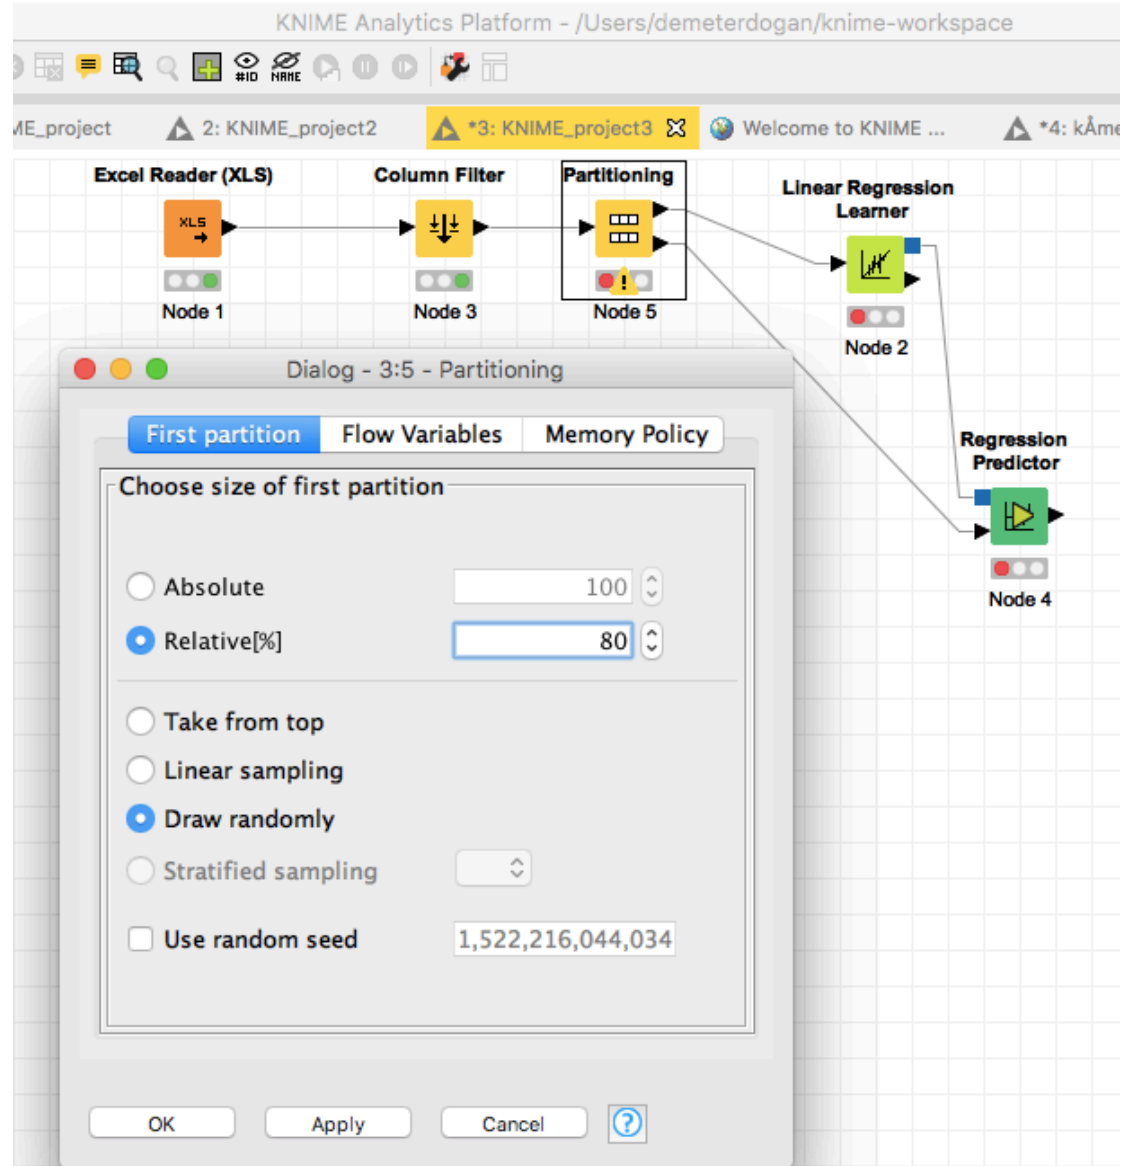 KNIME Analytics Platform - /Users/demeterdogan/knime-workspace
#ID
NAME
ME_project
2: KNIME_project2
*3: KNIME_project3
Welcome to KNIME ...
*4: kÅme
Excel Reader (XLS)
Column Filter
Partitioning
Linear Regression
Learner
XLS
Node 1
Node 3
Node 5
Node 2
Dialog - 3:5 - Partitioning
First partition
Flow Variables
Memory Policy
Regression
Predictor
Choose size of first partition
Absolute
100
Relative[%]
80
Node 4
Take from top
Linear sampling
Draw randomly
Stratified sampling
Use random seed
1,522,216,044,034
OK
Apply
Cancel
?